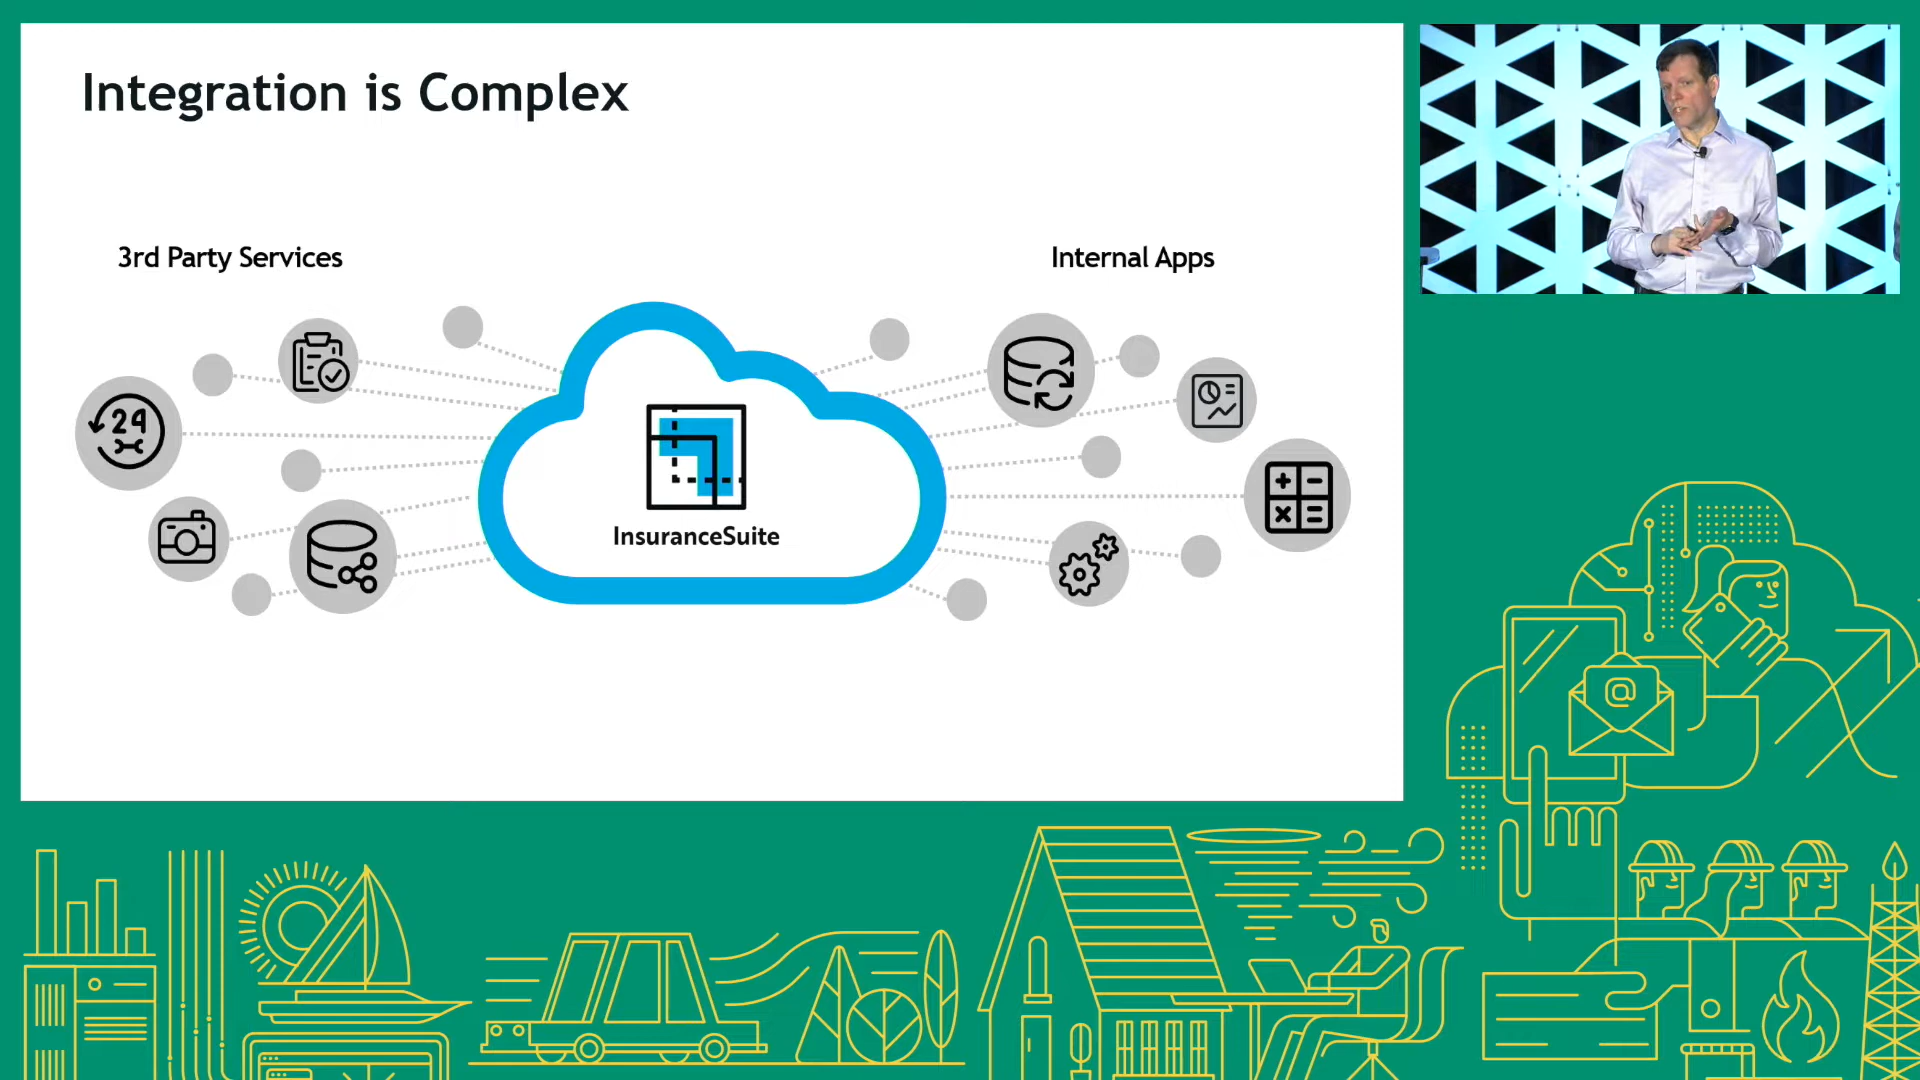 Integration is Complex
3rd Party Services
Internal Apps
24
InsuranceSuite
@